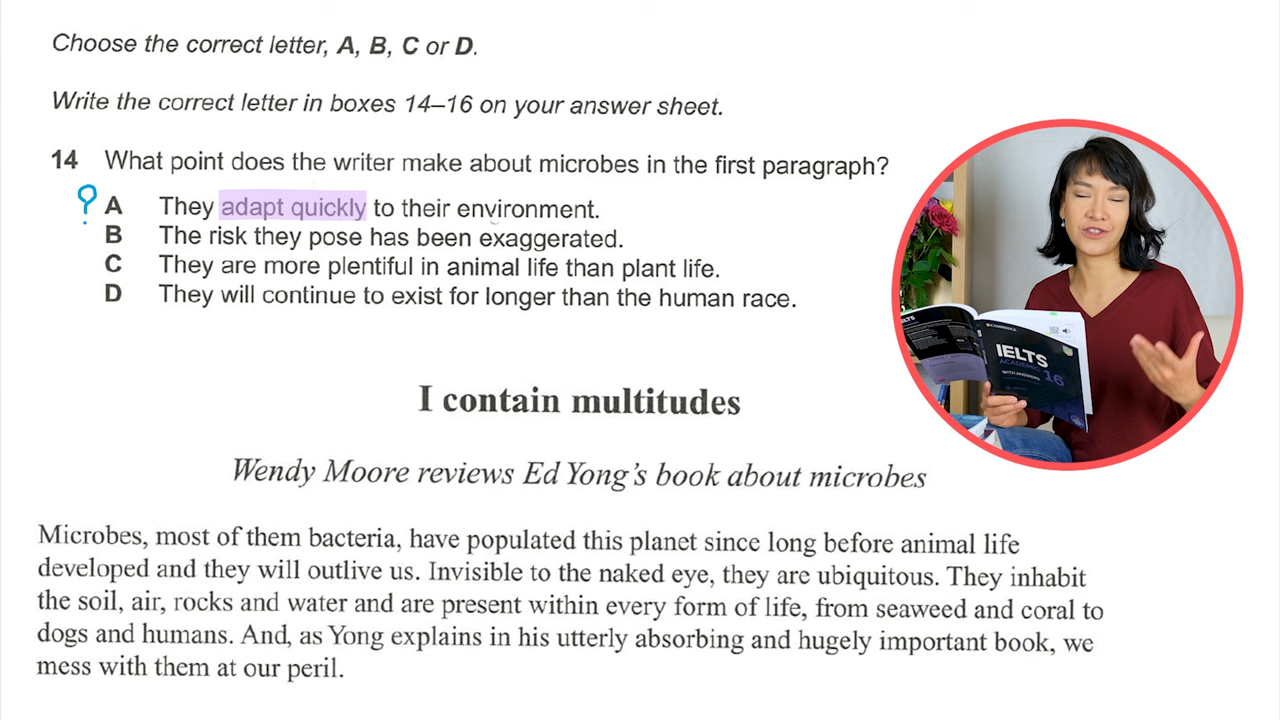 Choose the correct letter, A, B, C or D.
Write the correct letter in boxes 14–16 on your answer sheet.
14 What point does the writer make about microbes in the first paragraph?
? A They adapt quickly to their environment.
B The risk they pose has been exaggerated.
C They are more plentiful in animal life than plant life.
D They will continue to exist for longer than the human race.
IELTS
CAMBRIDGE
IELTS
ACADEMIC 16
WITH ANSWERS
I contain multitudes
Wendy Moore reviews Ed Yong’s book about microbes
Microbes, most of them bacteria, have populated this planet since long before animal life
developed and they will outlive us. Invisible to the naked eye, they are ubiquitous. They inhabit
the soil, air, rocks and water and are present within every form of life, from seaweed and coral to
dogs and humans. And, as Yong explains in his utterly absorbing and hugely important book, we
mess with them at our peril.